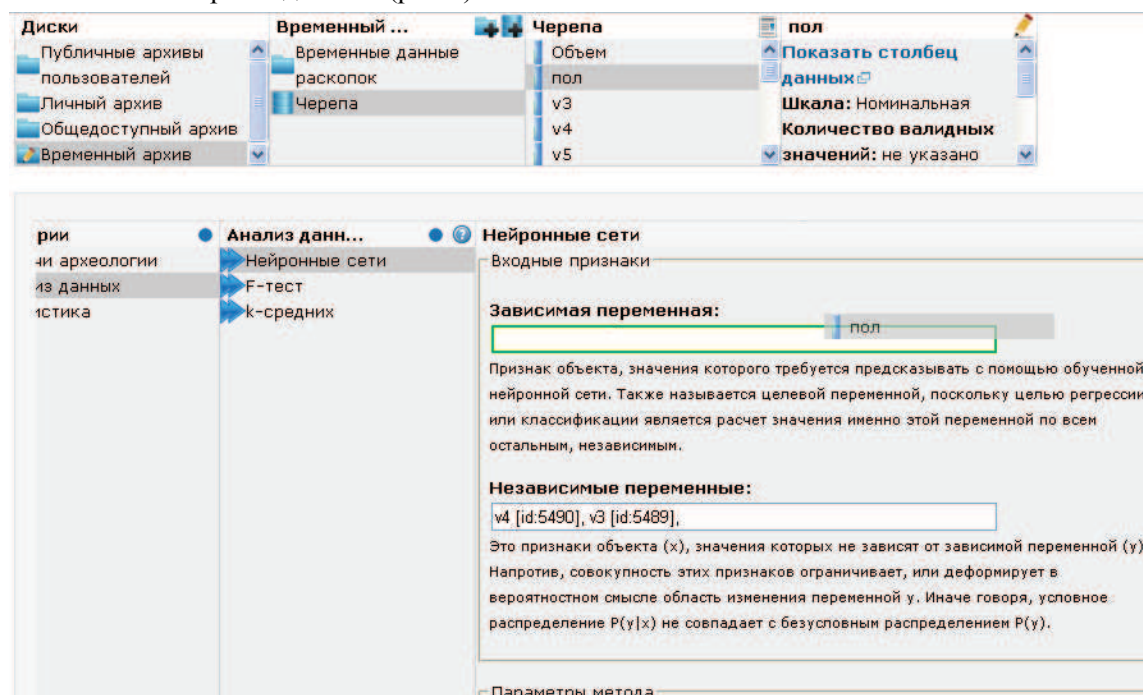 Диски
Публичные архивы
пользователей
Личный архив
Общедоступный архив
Временный архив
Временный ...
Временные данные
раскопок
Черепа
Черепа
Объем
пол
v3
v4
v5
пол
Показать столбец
данных
Шкала: Номинальная
Количество валидных
значений: не указано
рии
чи археологии
из данных
истика
Анализ данн...
Нейронные сети
F-тест
k-средних
Нейронные сети
Входные признаки
Зависимая переменная:
пол
Признак объекта, значения которого требуется предсказывать с помощью обученной
нейронной сети. Также называется целевой переменной, поскольку целью регрессии
или классификации является расчет значения именно этой переменной по всем
остальным, независимым.
Независимые переменные:
v4 [id:5490], v3 [id:5489],
Это признаки объекта (x), значения которых не зависят от зависимой переменной (y)
Напротив, совокупность этих признаков ограничивает, или деформирует в
вероятностном смысле область изменения переменной y. Иначе говоря, условное
распределение P(y|x) не совпадает с безусловным распределением P(y).
Параметры метода